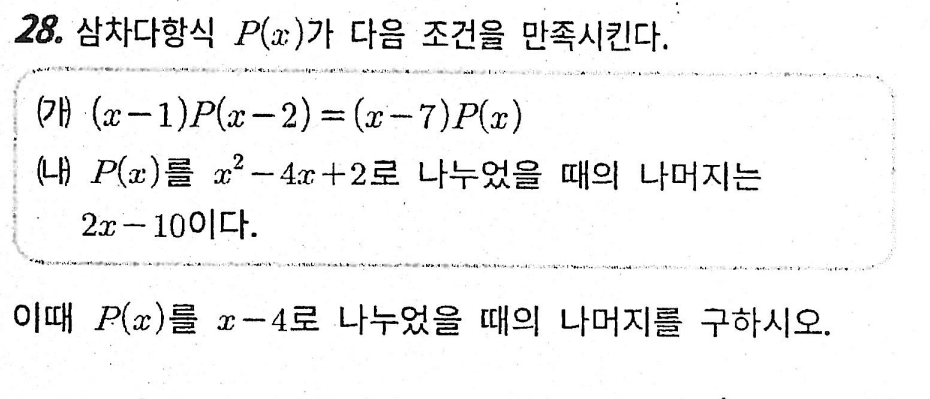 28. 삼차다항식 P(x)가 다음 조건을 만족시킨다.
(가) (x-1)P(x-2)=(x-7)P(x)
(나) P(x)를 x²-4x+2로 나누었을 때의 나머지는
2x-10이다.
이때 P(x)를 x-4로 나누었을 때의 나머지를 구하시오.